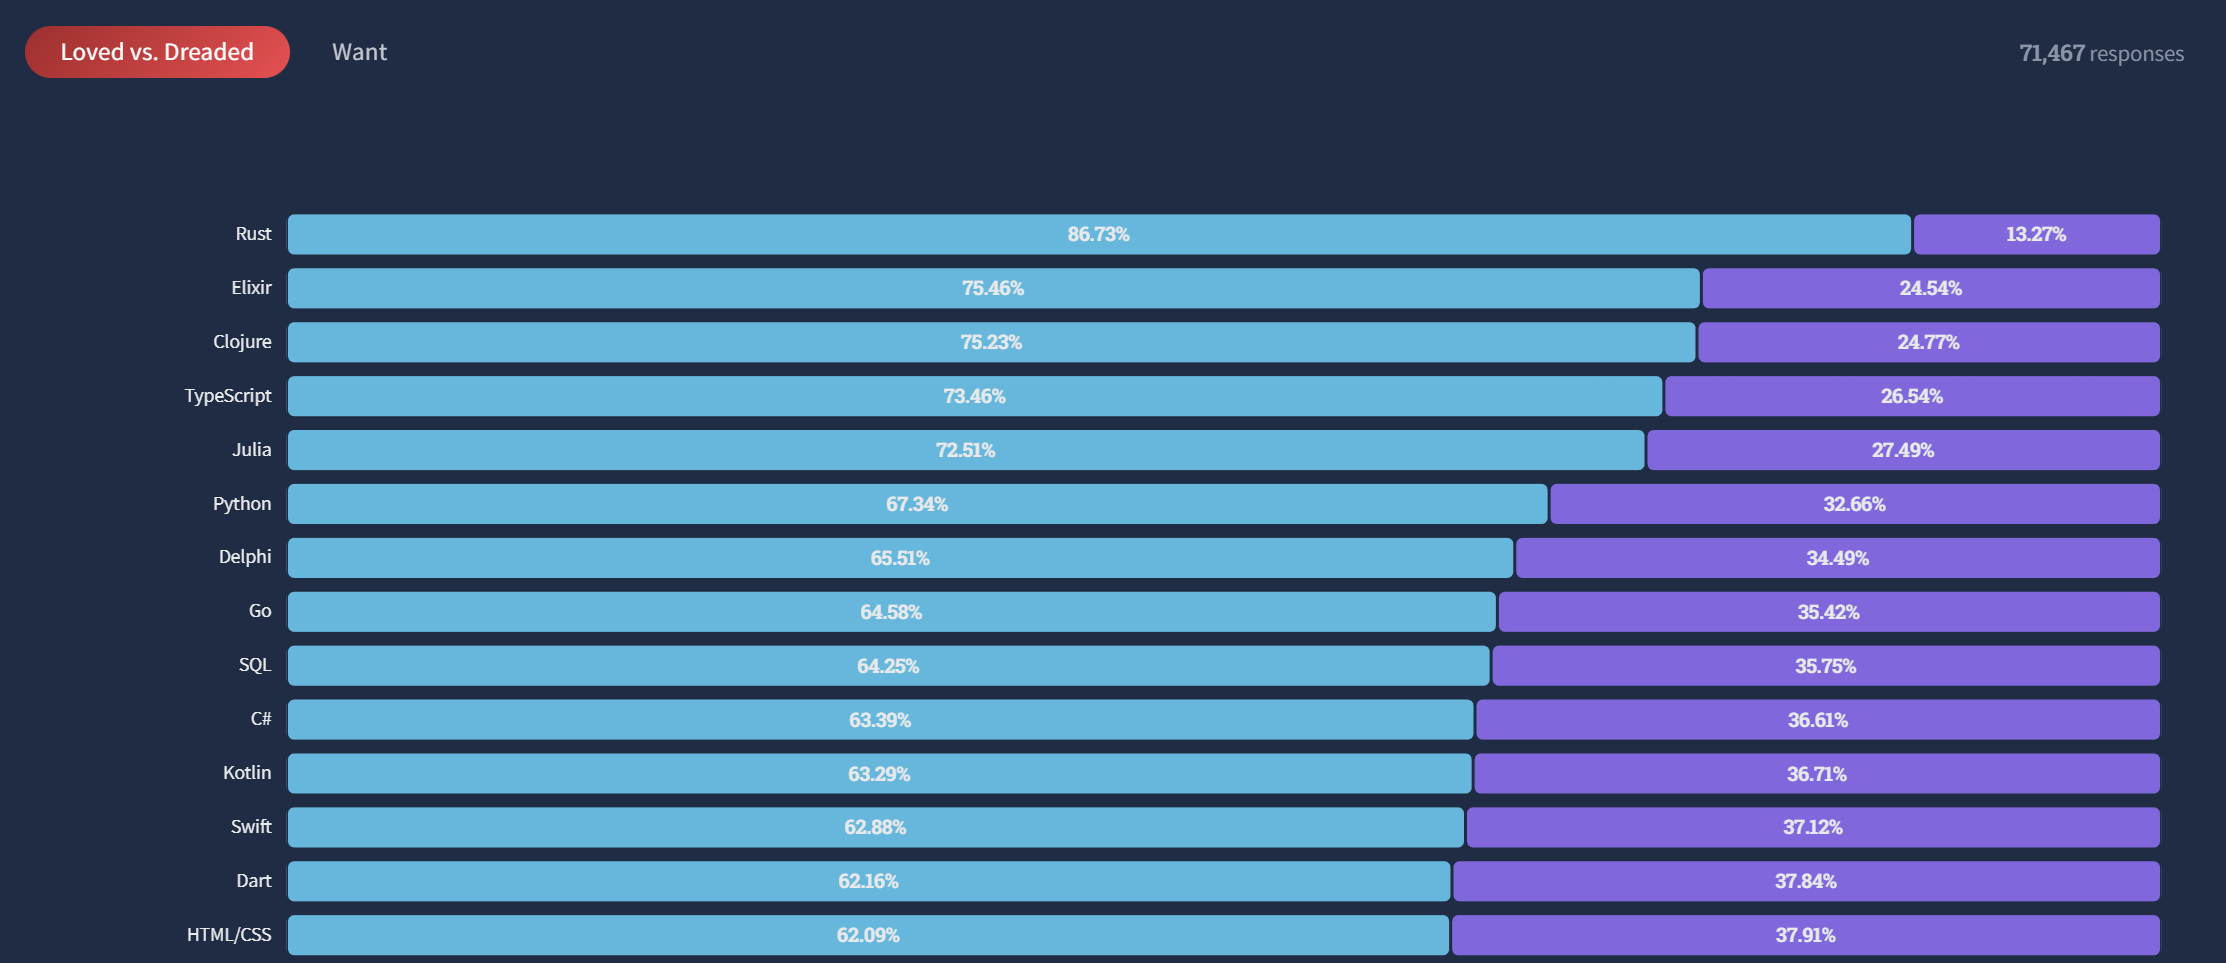 Loved vs. Dreaded Want 71,467 responses
Rust 86.73% 13.27%
Elixir 75.46% 24.54%
Clojure 75.23% 24.77%
TypeScript 73.46% 26.54%
Julia 72.51% 27.49%
Python 67.34% 32.66%
Delphi 65.51% 34.49%
Go 64.58% 35.42%
SQL 64.25% 35.75%
C# 63.39% 36.61%
Kotlin 63.29% 36.71%
Swift 62.88% 37.12%
Dart 62.16% 37.84%
HTML/CSS 62.09% 37.91%